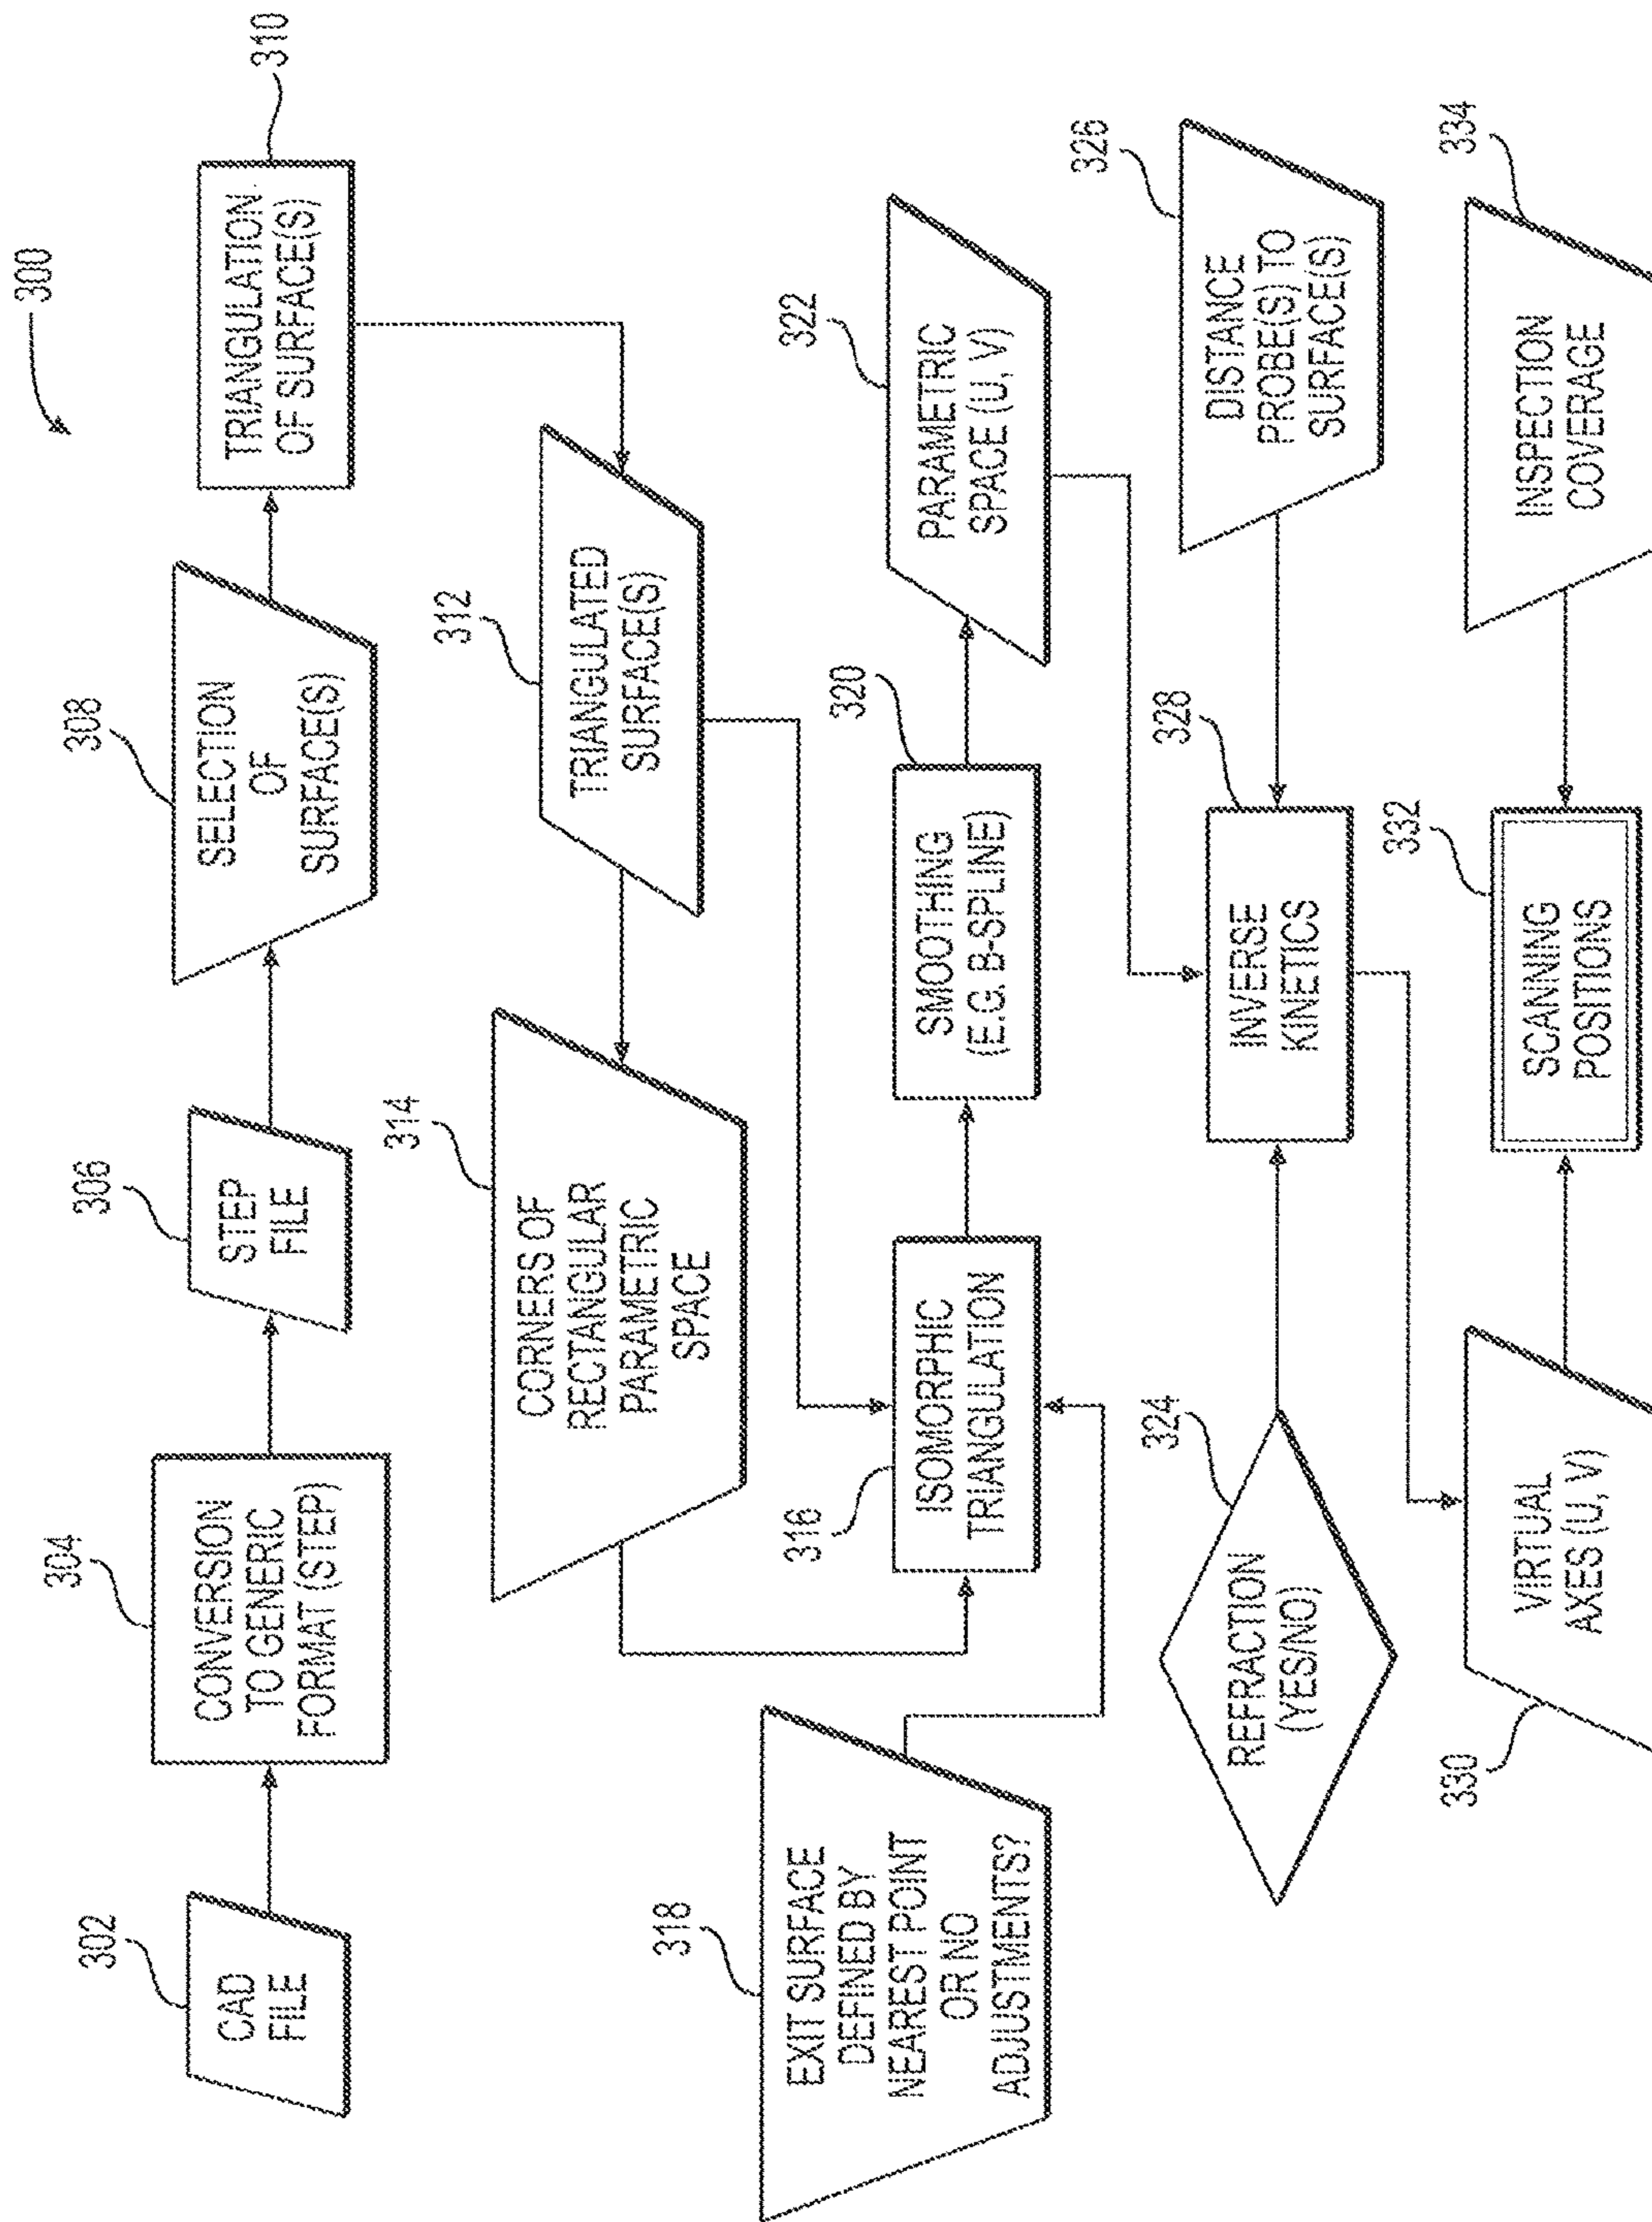 300
302
CAD
FILE
304
CONVERSION
TO GENERIC
FORMAT (STEP)
306
STEP
FILE
308
SELECTION
OF
SURFACE(S)
310
TRIANGULATION
OF SURFACE(S)
312
TRIANGULATED
SURFACE(S)
314
CORNERS OF
RECTANGULAR
PARAMETRIC
SPACE
318
EXIT SURFACE
DEFINED BY
NEAREST POINT
OR NO
ADJUSTMENTS?
316
ISOMORPHIC
TRIANGULATION
320
SMOOTHING
(E.G. B-SPLINE)
322
PARAMETRIC
SPACE (U, V)
324
REFRACTION
(YES/NO)
328
INVERSE
KINETICS
326
DISTANCE
PROBE(S) TO
SURFACE(S)
330
VIRTUAL
AXES (U, V)
332
SCANNING
POSITIONS
334
INSPECTION
COVERAGE